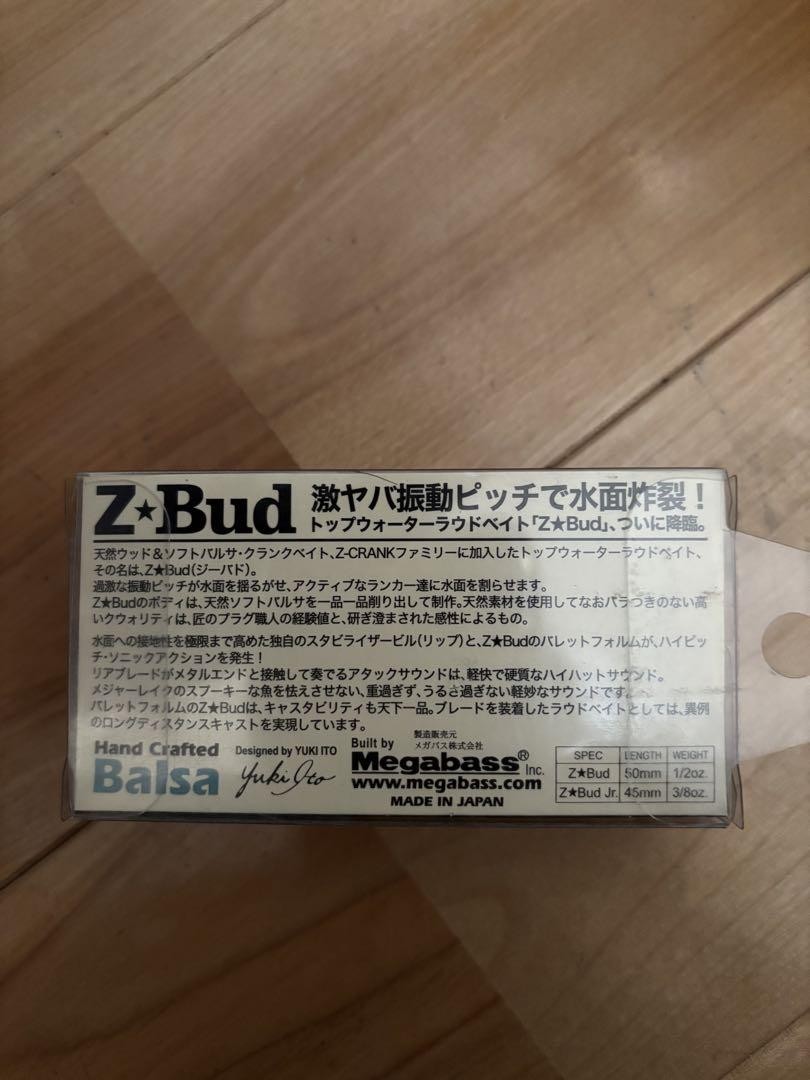 Z★Bud
激ヤバ振動ピッチで水面炸裂！
トップウォーターラウドベイト「Z★Bud」、ついに降臨。
天然ウッド＆ソフトバルサ・クランクベイト、Z-CRANKファミリーに加入したトップウォーターラウドベイト、
その名は、Z★Bud（ジーバド）。
過激な振動ピッチが水面を揺るがせ、アクティブなランカー達に水面を割らせます。
Z★Budのボディは、天然ソフトバルサを一品一品削り出して制作。天然素材を使用してなおバラつきのない高
いクウォリティは、匠のプラグ職人の経験値と、研ぎ澄まされた感性によるもの。
水面への接地性を極限まで高めた独自のスタビライザービル（リップ）と、Z★Budのバレットフォルムが、ハイピッ
チ・ソニックアクションを発生！
リアブレードがメタルエンドと接触して奏でるアタックサウンドは、軽快で硬質なハイハットサウンド。
メジャーレイクのスプーキーな魚を怯えさせない、重過ぎず、うるさ過ぎない軽妙なサウンドです。
バレットフォルムのZ★Budは、キャスタビリティも天下一品。ブレードを装着したラウドベイトとしては、異例
のロングディスタンスキャストを実現しています。
Hand Crafted
Balsa
Designed by YUKI ITO
Yuki Ito
Built by
製造販売元
メガバス株式会社
Megabass® Inc.
www.megabass.com
MADE IN JAPAN
SPEC LENGTH WEIGHT
Z★Bud 50mm 1/2oz.
Z★Bud Jr. 45mm 3/8oz.